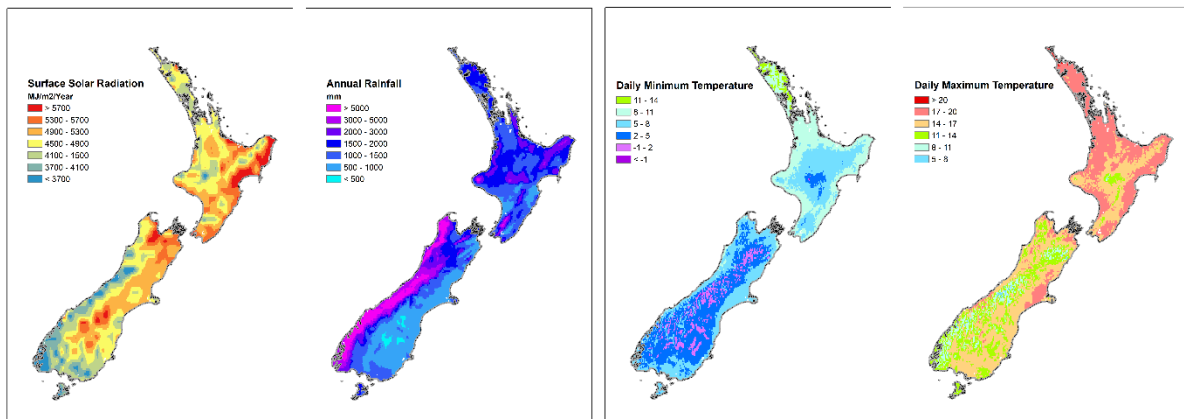 Surface Solar Radiation
MJ/m2/Year
> 5700
5300 - 5700
4900 - 5300
4500 - 4900
4100 - 1500
3700 - 4100
< 3700
Annual Rainfall
mm
> 5000
3000 - 5000
2000 - 3000
1500 - 2000
1000 - 1500
500 - 1000
< 500
Daily Minimum Temperature
11 - 14
8 - 11
5 - 8
2 - 5
-1 - 2
< -1
Daily Maximum Temperature
> 20
17 - 20
14 - 17
11 - 14
8 - 11
5 - 8